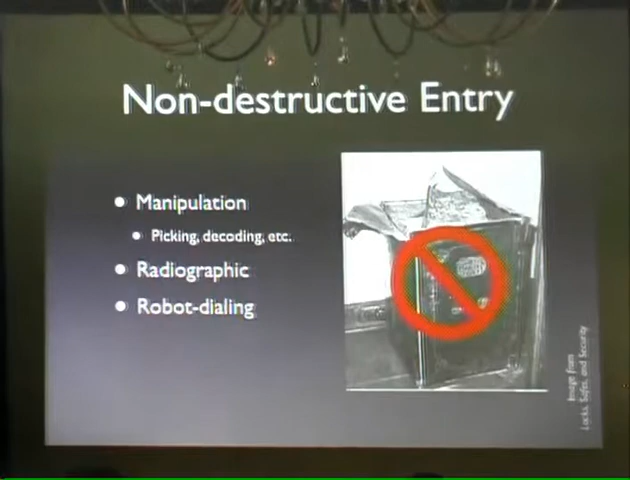 Non-destructive Entry
Manipulation
Picking, decoding, etc.
Radiographic
Robot-dialing
Image from
Locks, Safes, and Security